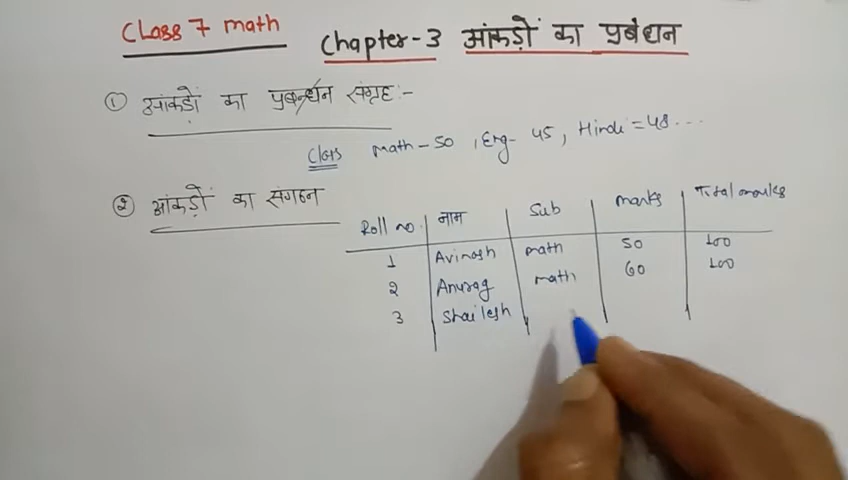 Class 7 math
Chapter-3 आंकड़ों का प्रबंधन
① आंकड़ों का संग्रह:-
Class math - 50, Eng- 45, Hindi = 48 ...
② आंकड़ों का संगठन
Roll no नाम Sub marks Total marks
1 Avinash math 50 100
2 Anurag math 60 100
3 Shailesh